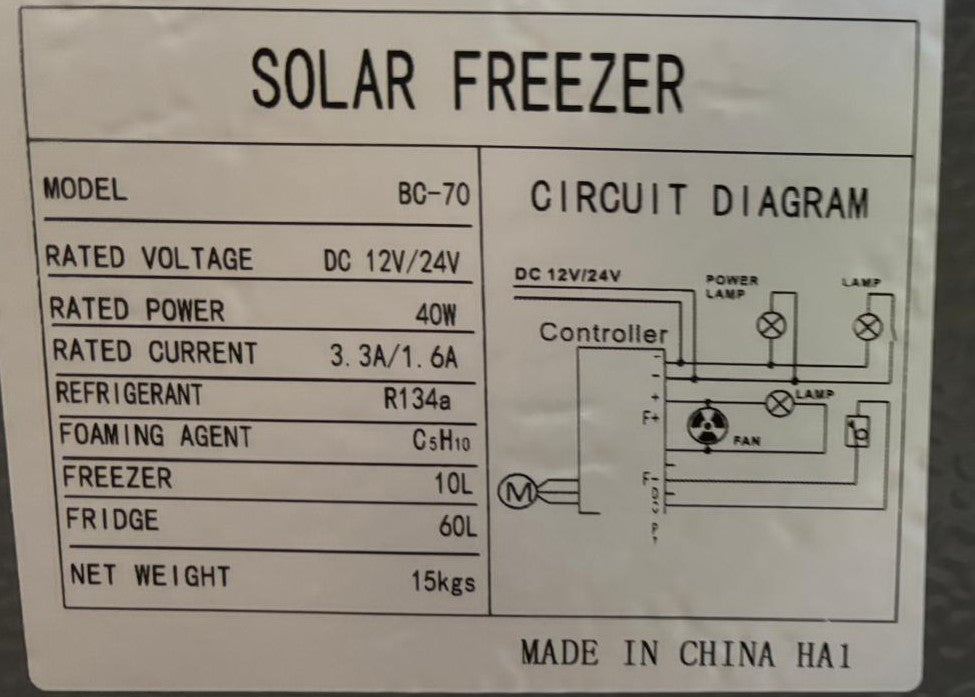 SOLAR FREEZER
MODEL BC-70
RATED VOLTAGE DC 12V/24V
RATED POWER 40W
RATED CURRENT 3.3A/1.6A
REFRIGERANT R134a
FOAMING AGENT C₅H₁₀
FREEZER 10L
FRIDGE 60L
NET WEIGHT 15kgs
CIRCUIT DIAGRAM
DC 12V/24V
POWER
LAMP
LAMP
Controller
+
LAMP
F+
FAN
F
M
MADE IN CHINA HA1